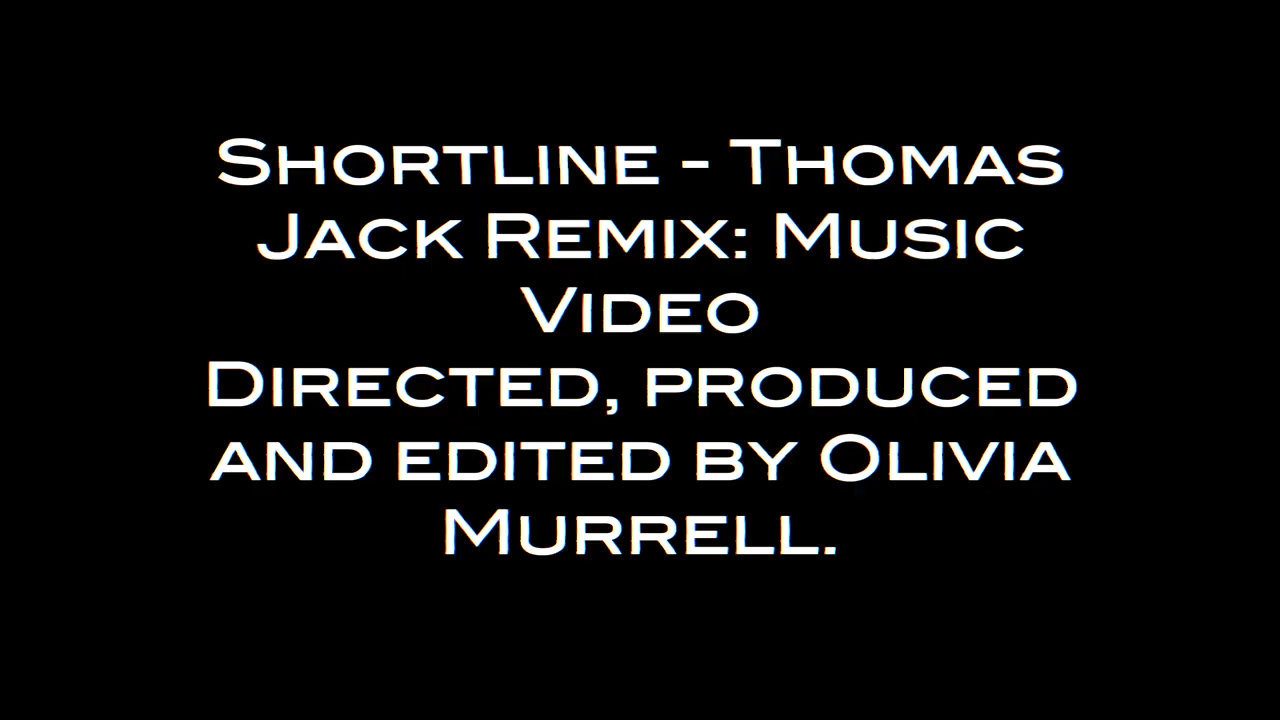 Shortline - Thomas
Jack Remix: Music
Video
Directed, produced
and edited by Olivia
Murrell.